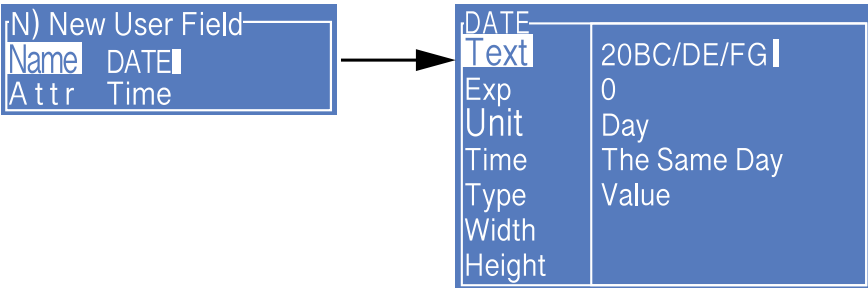 N) New User Field
Name DATE
Attr Time
DATE
Text 20BC/DE/FG
Exp 0
Unit Day
Time The Same Day
Type Value
Width
Height